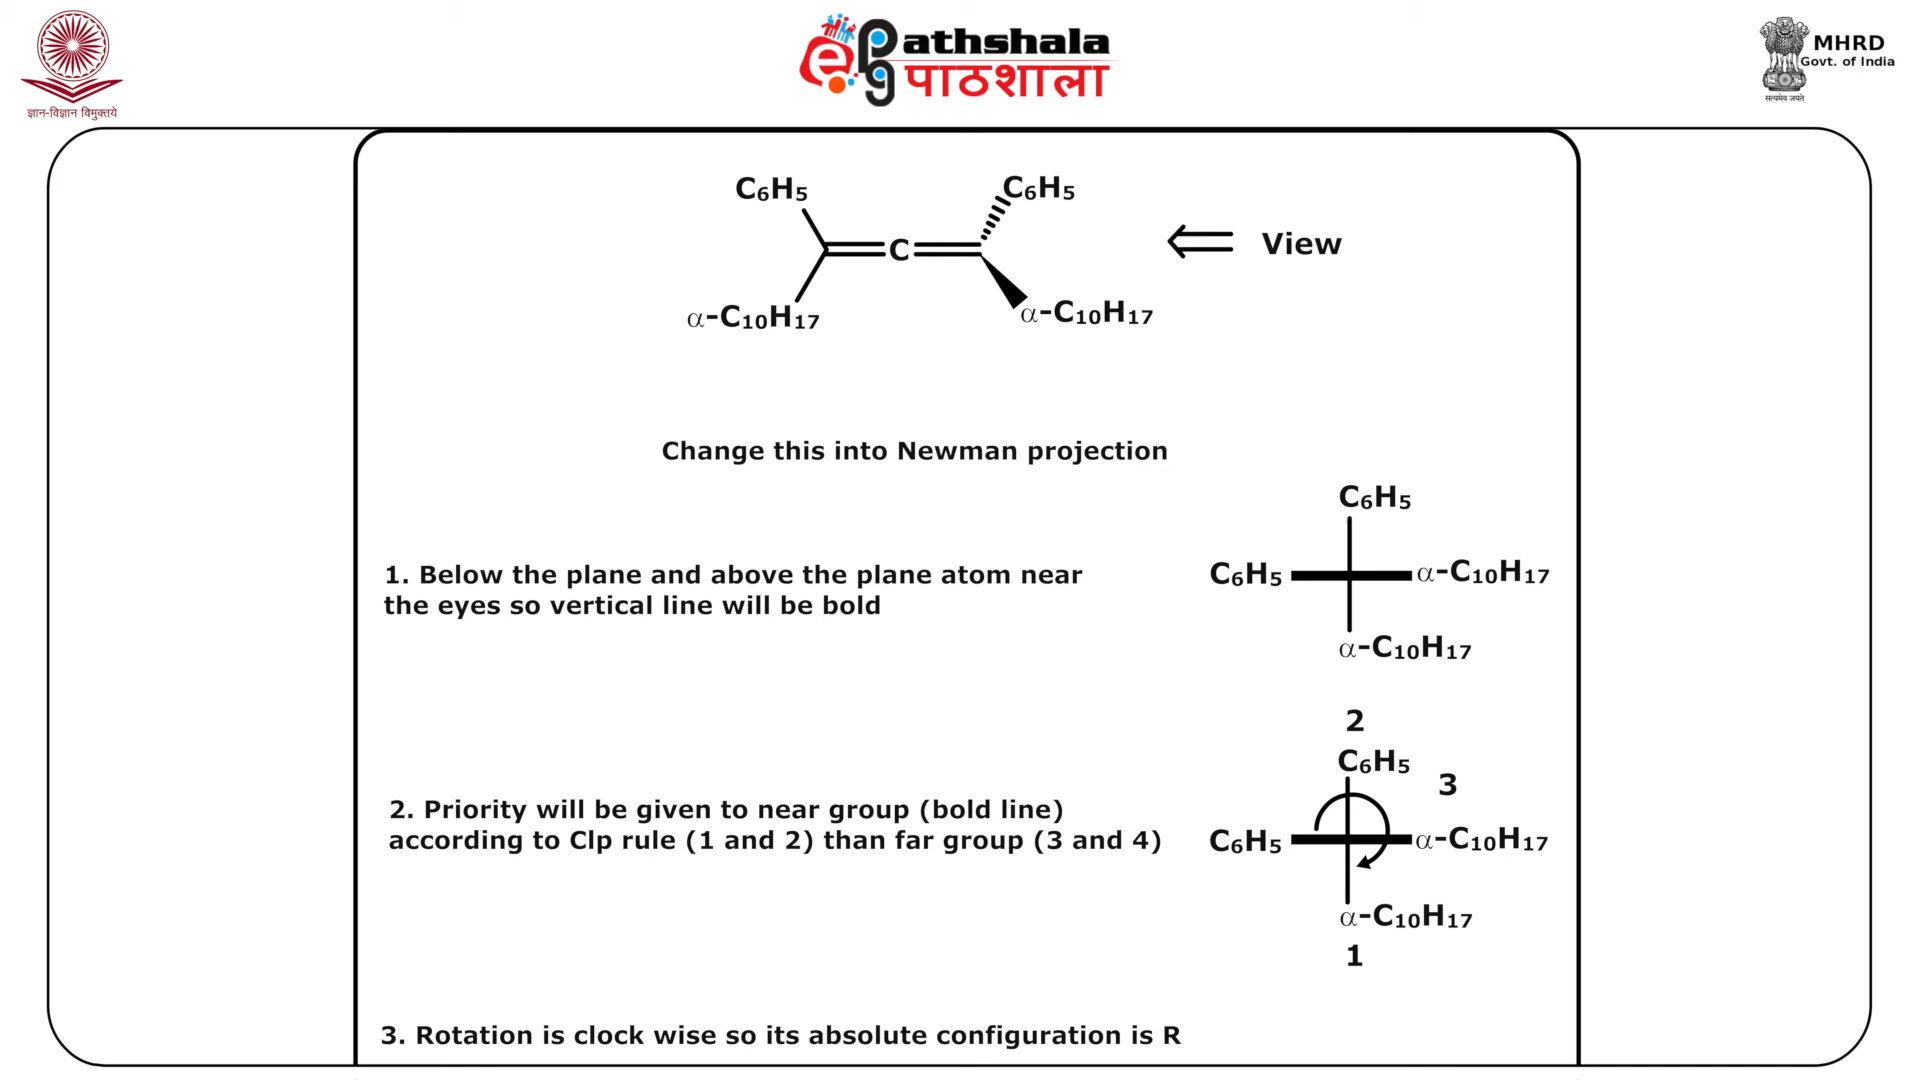 ज्ञान-विज्ञान विमुक्तये
ePG athshala
पाठशाला
MHRD
Govt. of India
सत्यमेव जयते
C₆H₅
C₆H₅
C
View
α-C₁₀H₁₇
α-C₁₀H₁₇
Change this into Newman projection
C₆H₅
1. Below the plane and above the plane atom near
the eyes so vertical line will be bold
C₆H₅
α-C₁₀H₁₇
α-C₁₀H₁₇
2
C₆H₅
3
2. Priority will be given to near group (bold line)
according to Clp rule (1 and 2) than far group (3 and 4)
C₆H₅
α-C₁₀H₁₇
α-C₁₀H₁₇
1
3. Rotation is clock wise so its absolute configuration is R